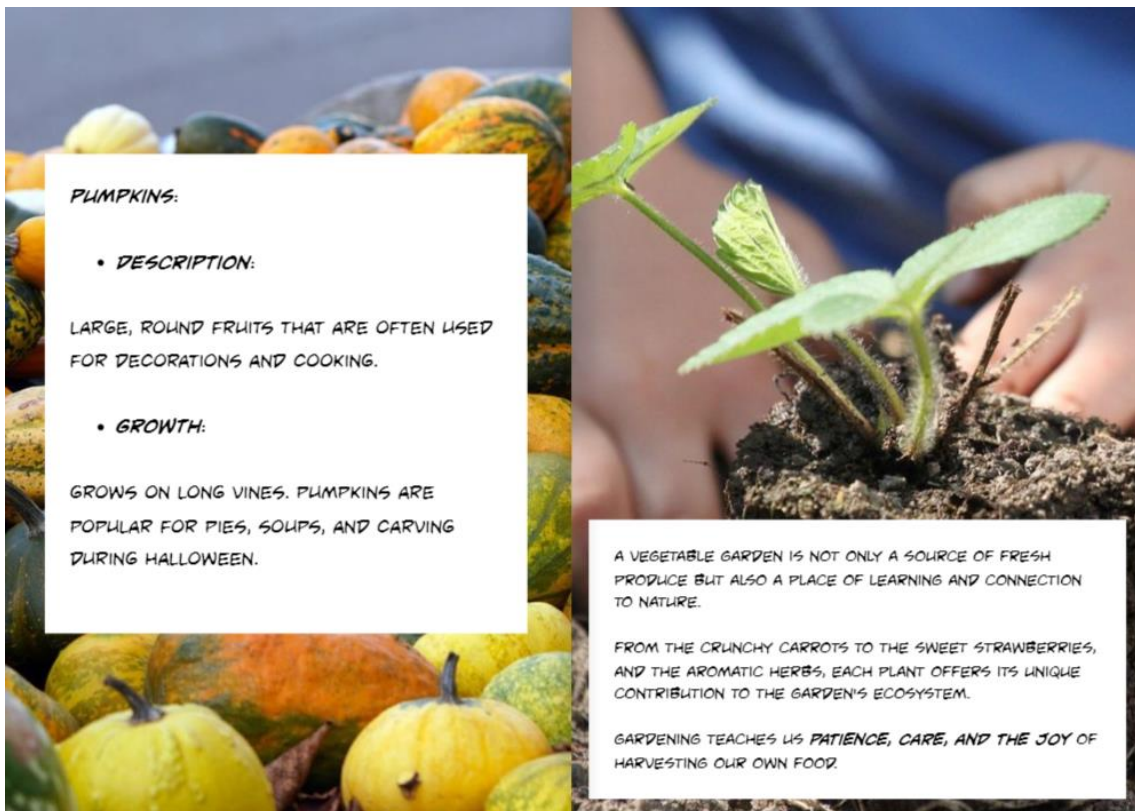 PUMPKINS:
• DESCRIPTION:
LARGE, ROUND FRUITS THAT ARE OFTEN USED
FOR DECORATIONS AND COOKING.
• GROWTH:
GROWS ON LONG VINES. PUMPKINS ARE
POPULAR FOR PIES, SOUPS, AND CARVING
DURING HALLOWEEN.
A VEGETABLE GARDEN IS NOT ONLY A SOURCE OF FRESH
PRODUCE BUT ALSO A PLACE OF LEARNING AND CONNECTION
TO NATURE.
FROM THE CRUNCHY CARROTS TO THE SWEET STRAWBERRIES,
AND THE AROMATIC HERBS, EACH PLANT OFFERS ITS UNIQUE
CONTRIBUTION TO THE GARDEN'S ECOSYSTEM.
GARDENING TEACHES US PATIENCE, CARE, AND THE JOY OF
HARVESTING OUR OWN FOOD.